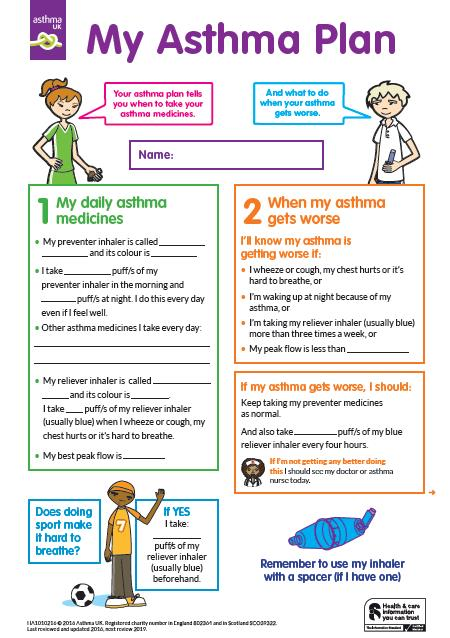 asthma
UK
My Asthma Plan
Your asthma plan tells
you when to take your
asthma medicines.
And what to do
when your asthma
gets worse.
Name:
1 My daily asthma
medicines
• My preventer inhaler is called __________
__________ and its colour is __________
• I take __________ puff/s of my
preventer inhaler in the morning and
_______ puff/s at night. I do this every day
even if I feel well.
• Other asthma medicines I take every day:
• My reliever inhaler is called __________
______ and its colour is ________.
I take ____ puff/s of my reliever inhaler
(usually blue) when I wheeze or cough, my
chest hurts or it's hard to breathe.
• My best peak flow is _________
2 When my asthma
gets worse
I'll know my asthma is
getting worse if:
• I wheeze or cough, my chest hurts or it's
hard to breathe, or
• I'm waking up at night because of my
asthma, or
• I'm taking my reliever inhaler (usually blue)
more than three times a week, or
• My peak flow is less than __________
If my asthma gets worse, I should:
Keep taking my preventer medicines
as normal.
And also take _________ puff/s of my blue
reliever inhaler every four hours.
If I'm not getting any better doing
this I should see my doctor or asthma
nurse today.
Does doing
sport make
it hard to
breathe?
7
If YES
I take:
__________
puff/s of my
reliever inhaler
(usually blue)
beforehand.
Remember to use my inhaler
with a spacer (if I have one)
Health & care
information
you can trust
The Information Standard
HA1010216 © 2016 Asthma UK. Registered charity number in England 802364 and in Scotland SCO39322.
Last reviewed and updated 2016, next review 2019.